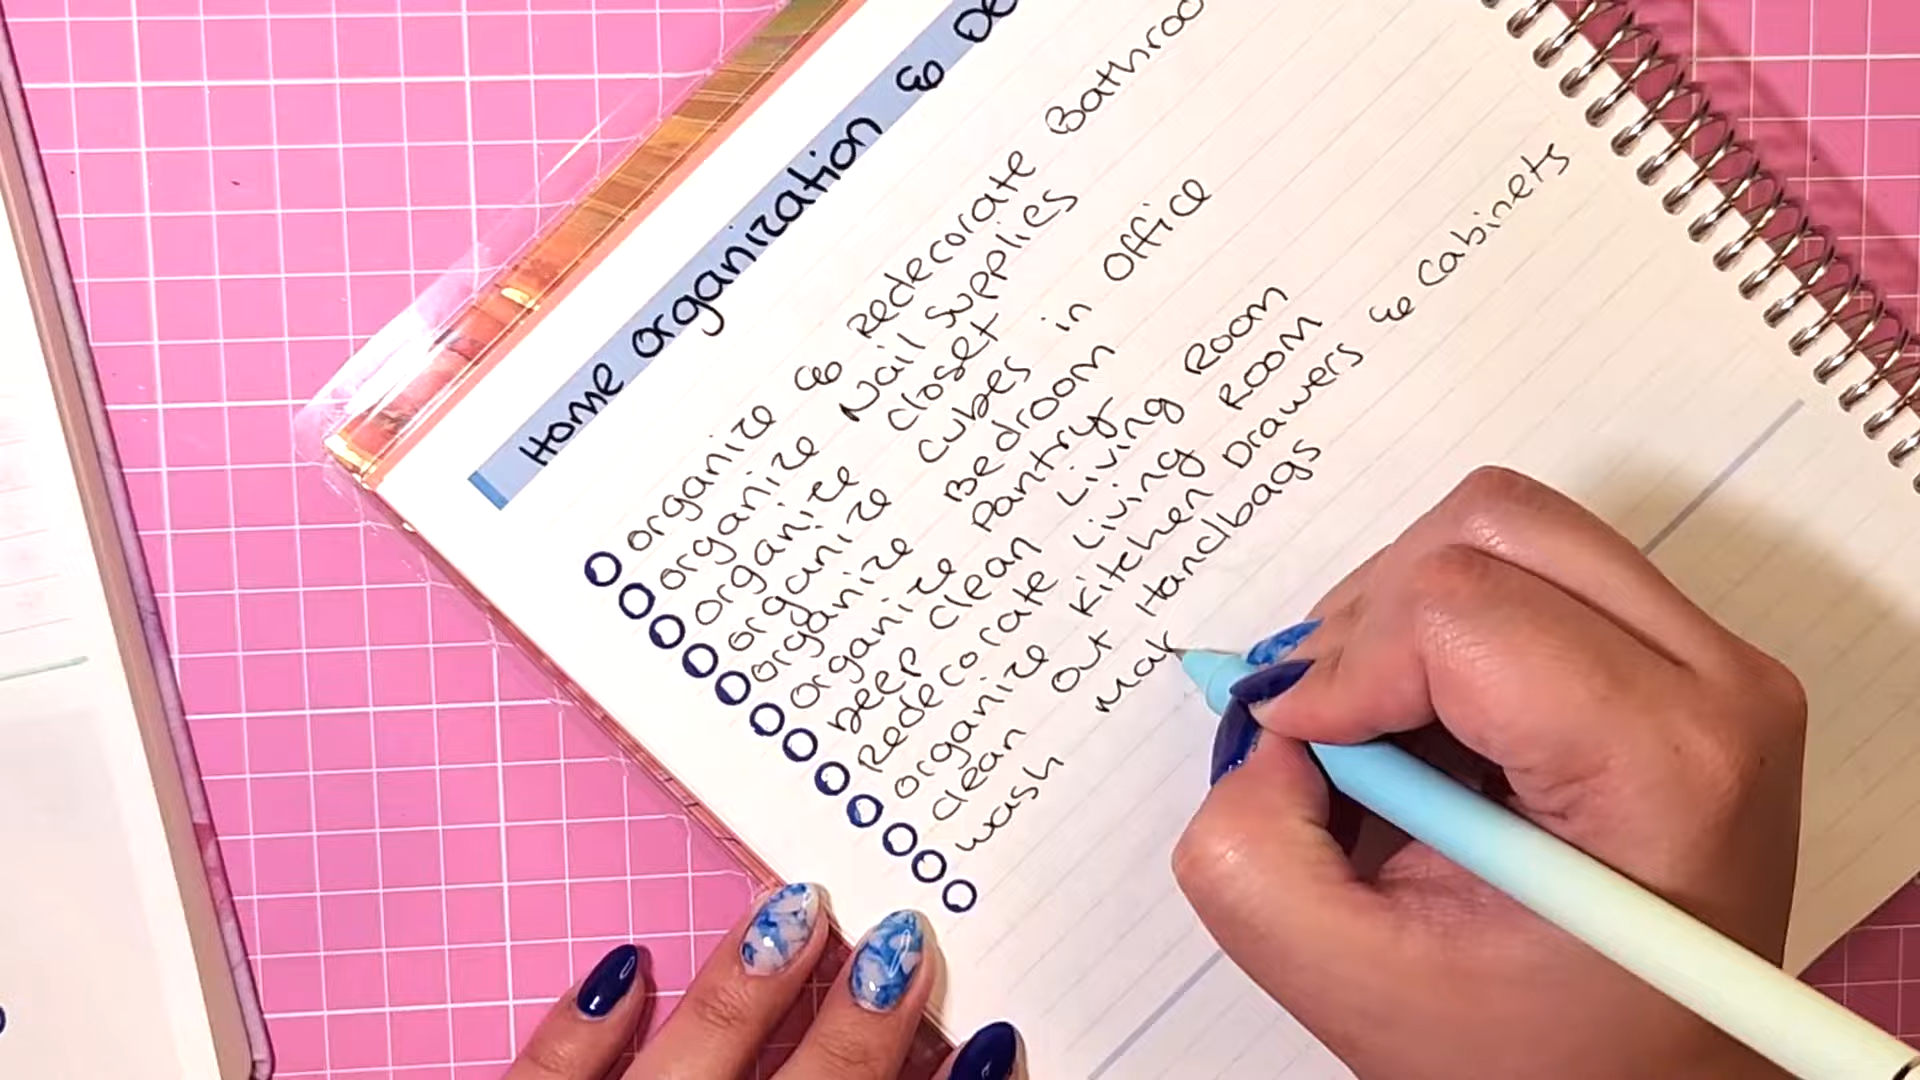 Home organization & De
organize & Redecorate Bathroo
organize Nail Supplies
organize closet
organize cubes in Office
organize Bedroom
organize Pantry
Deep Clean Living Room
Redecorate Living Room
organize Kitchen Drawers & Cabinets
clean out Handbags
wash Mak